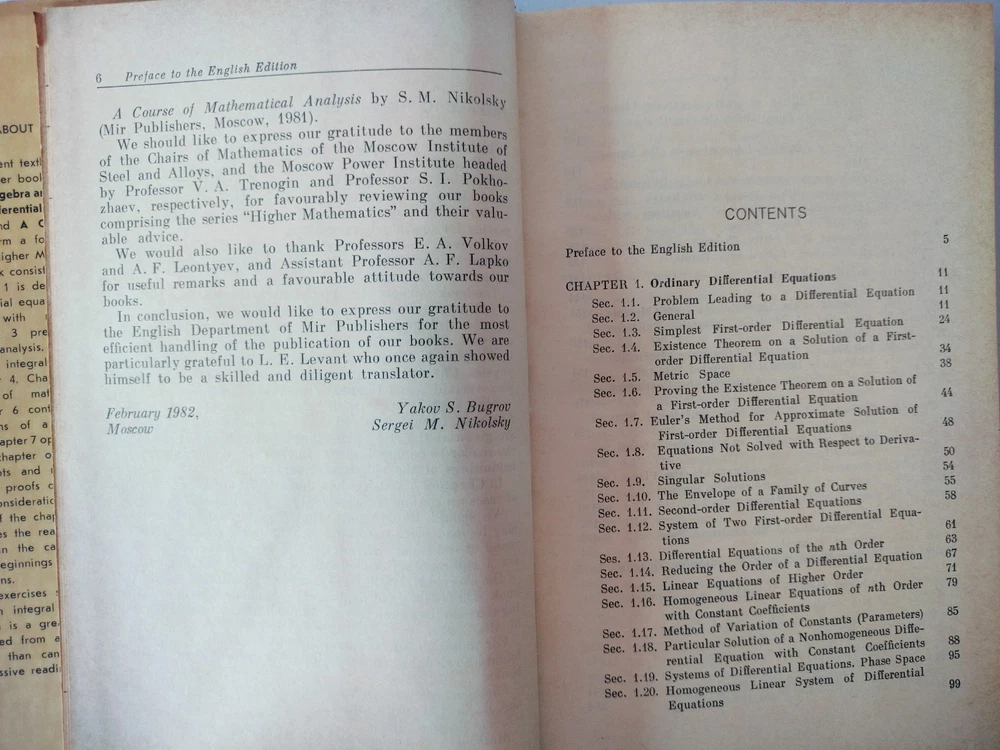 ABOUT
ent text
er bool
gebra a
ferential
nd A C
rm a fo
igher M
k consist
1 is de
ial equa
with
3 pre
analysis.
integral
4. Cha
of mat
r 6 cont
ns of a
apter 7 op
chapter o
ots and
proofs c
onsideratic
f the cha
es the rea
n the ca
eginnings
ns.
exercises
n integral
is a gre
ed from a
than can
ssive readi
6 Preface to the English Edition
A Course of Mathematical Analysis by S. M. Nikolsky
(Mir Publishers, Moscow, 1981).
We should like to express our gratitude to the members
of the Chairs of Mathematics of the Moscow Institute of
Steel and Alloys, and the Moscow Power Institute headed
by Professor V. A. Trenogin and Professor S. I. Pokho-
zhaev, respectively, for favourably reviewing our books
comprising the series “Higher Mathematics” and their valu-
able advice.
We would also like to thank Professors E. A. Volkov
and A. F. Leontyev, and Assistant Professor A. F. Lapko
for useful remarks and a favourable attitude towards our
books.
In conclusion, we would like to express our gratitude to
the English Department of Mir Publishers for the most
efficient handling of the publication of our books. We are
particularly grateful to L. E. Levant who once again showed
himself to be a skilled and diligent translator.
February 1982, Yakov S. Bugrov
Moscow Sergei M. Nikolsky
CONTENTS
Preface to the English Edition 5
CHAPTER 1. Ordinary Differential Equations 11
Sec. 1.1. Problem Leading to a Differential Equation 11
Sec. 1.2. General 11
Sec. 1.3. Simplest First-order Differential Equation 24
Sec. 1.4. Existence Theorem on a Solution of a First-
order Differential Equation 34
Sec. 1.5. Metric Space 38
Sec. 1.6. Proving the Existence Theorem on a Solution of
a First-order Differential Equation 44
Sec. 1.7. Euler's Method for Approximate Solution of
First-order Differential Equations 48
Sec. 1.8. Equations Not Solved with Respect to Deriva-
tive 50
Sec. 1.9. Singular Solutions 54
Sec. 1.10. The Envelope of a Family of Curves 55
Sec. 1.11. Second-order Differential Equations 58
Sec. 1.12. System of Two First-order Differential Equa-
tions 61
Ses. 1.13. Differential Equations of the nth Order 63
Sec. 1.14. Reducing the Order of a Differential Equation 67
Sec. 1.15. Linear Equations of Higher Order 71
Sec. 1.16. Homogeneous Linear Equations of nth Order
with Constant Coefficients 79
Sec. 1.17. Method of Variation of Constants (Parameters) 85
Sec. 1.18. Particular Solution of a Nonhomogeneous Diffe-
rential Equation with Constant Coefficients 88
Sec. 1.19. Systems of Differential Equations. Phase Space 95
Sec. 1.20. Homogeneous Linear System of Differential
Equations 99